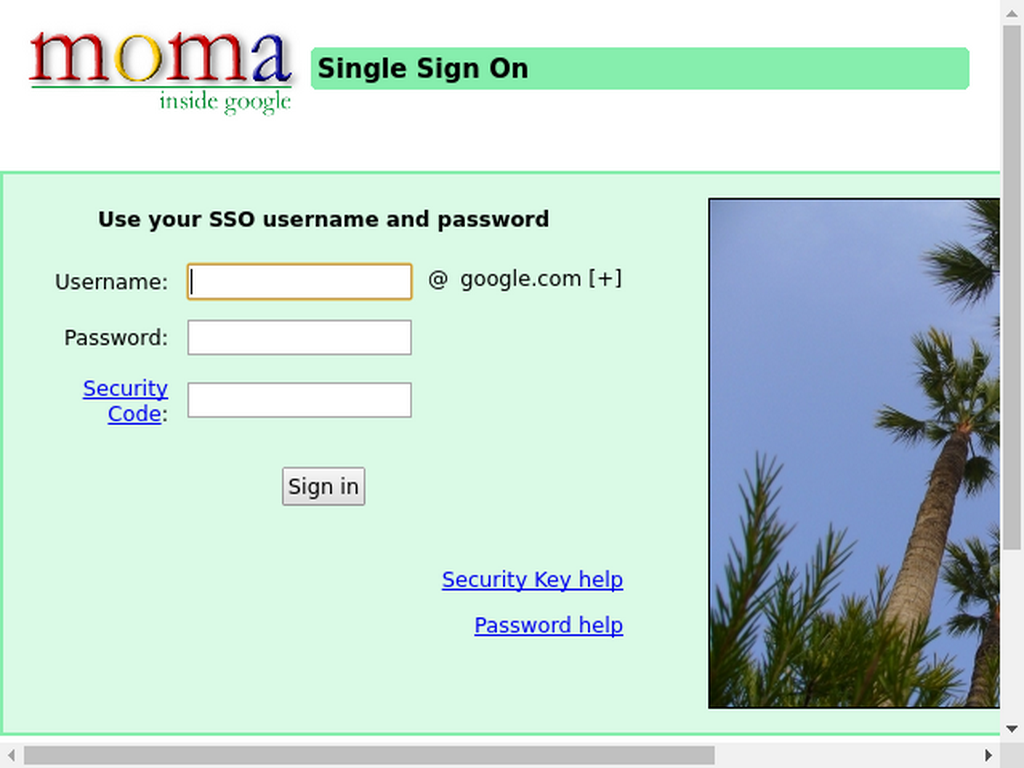 moma
inside google
Single Sign On
Use your SSO username and password
Username:
@ google.com [+]
Password:
Security
Code:
Sign in
Security Key help
Password help